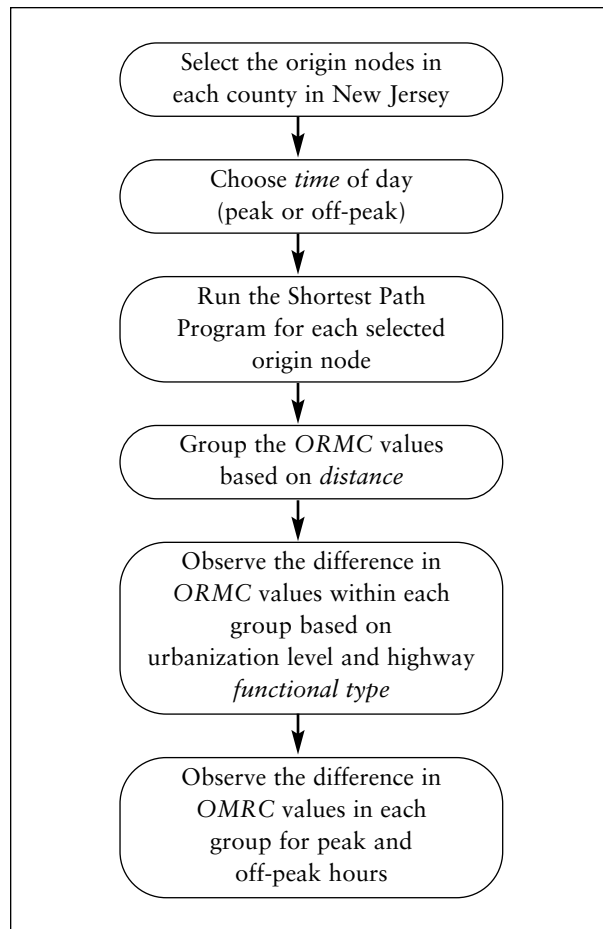 Select the origin nodes in
each county in New Jersey
Choose time of day
(peak or off-peak)
Run the Shortest Path
Program for each selected
origin node
Group the ORMC values
based on distance
Observe the difference in
ORMC values within each
group based on
urbanization level and highway
functional type
Observe the difference in
OMRC values in each
group for peak and
off-peak hours